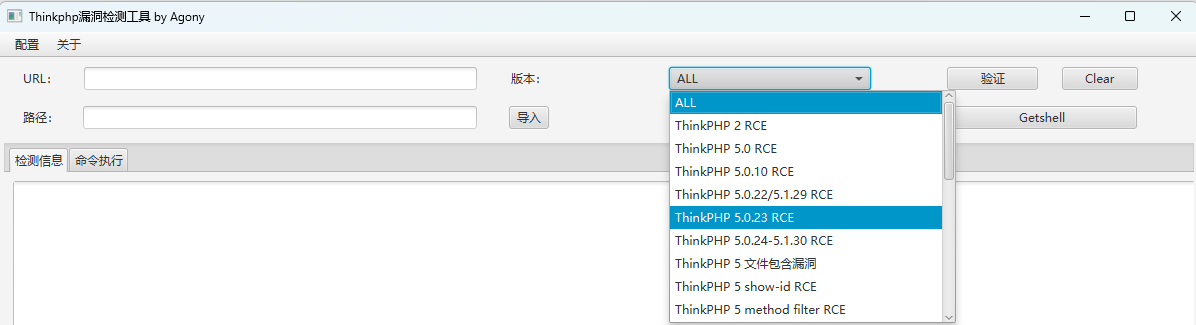 Thinkphp漏洞检测工具 by Agony
配置 关于
URL: 版本: ALL 验证 Clear
路径: 导入 Getshell
检测信息 命令执行
ALL
ThinkPHP 2 RCE
ThinkPHP 5.0 RCE
ThinkPHP 5.0.10 RCE
ThinkPHP 5.0.22/5.1.29 RCE
ThinkPHP 5.0.23 RCE
ThinkPHP 5.0.24-5.1.30 RCE
ThinkPHP 5 文件包含漏洞
ThinkPHP 5 show-id RCE
ThinkPHP 5 method filter RCE